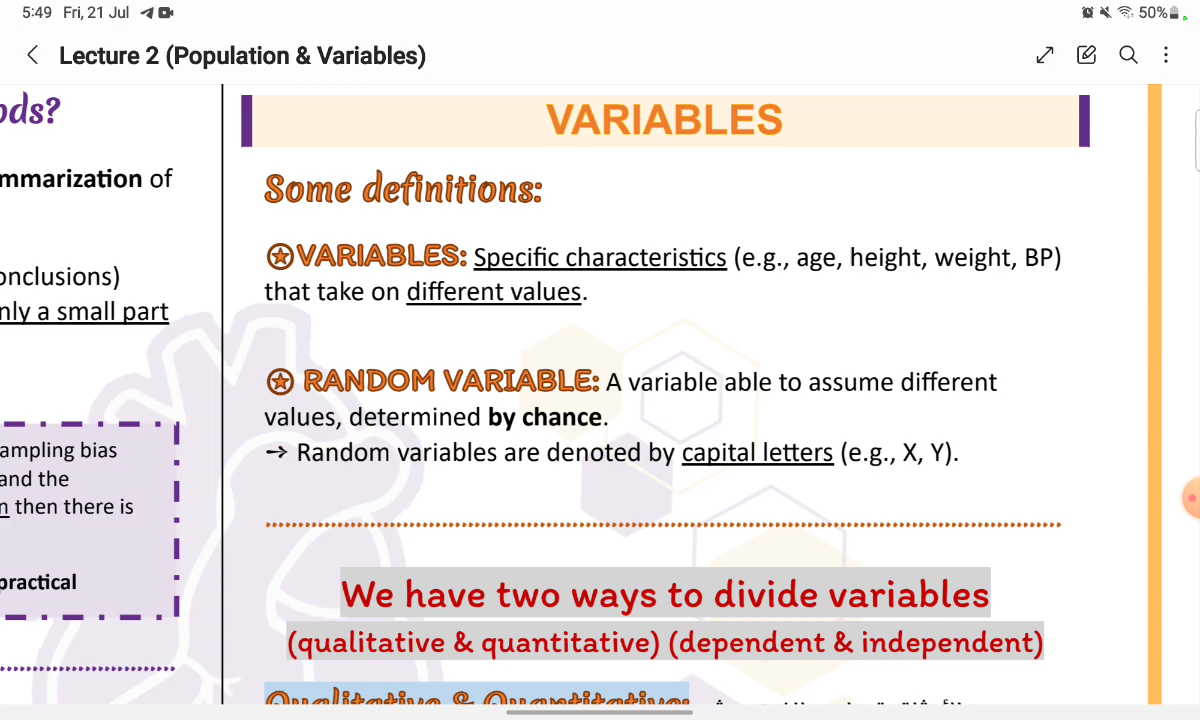 5:49 Fri, 21 Jul
50%
Lecture 2 (Population & Variables)
ods?
mmarization of
onclusions)
nly a small part
ampling bias
and the
n then there is
practical
VARIABLES
Some definitions:
VARIABLES: Specific characteristics (e.g., age, height, weight, BP)
that take on different values.
RANDOM VARIABLE: A variable able to assume different
values, determined by chance.
→ Random variables are denoted by capital letters (e.g., X, Y).
We have two ways to divide variables
(qualitative & quantitative) (dependent & independent)
Qualitative & Quantitative: